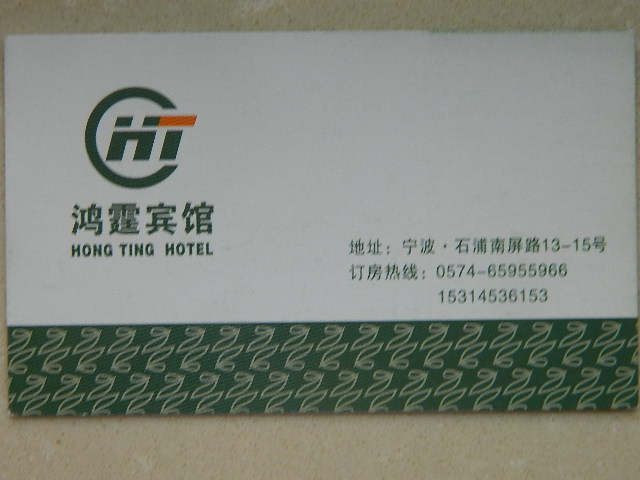 HT
鸿霆宾馆
HONG TING HOTEL
地址：宁波·石浦南屏路13-15号
订房热线：0574-65955966
15314536153